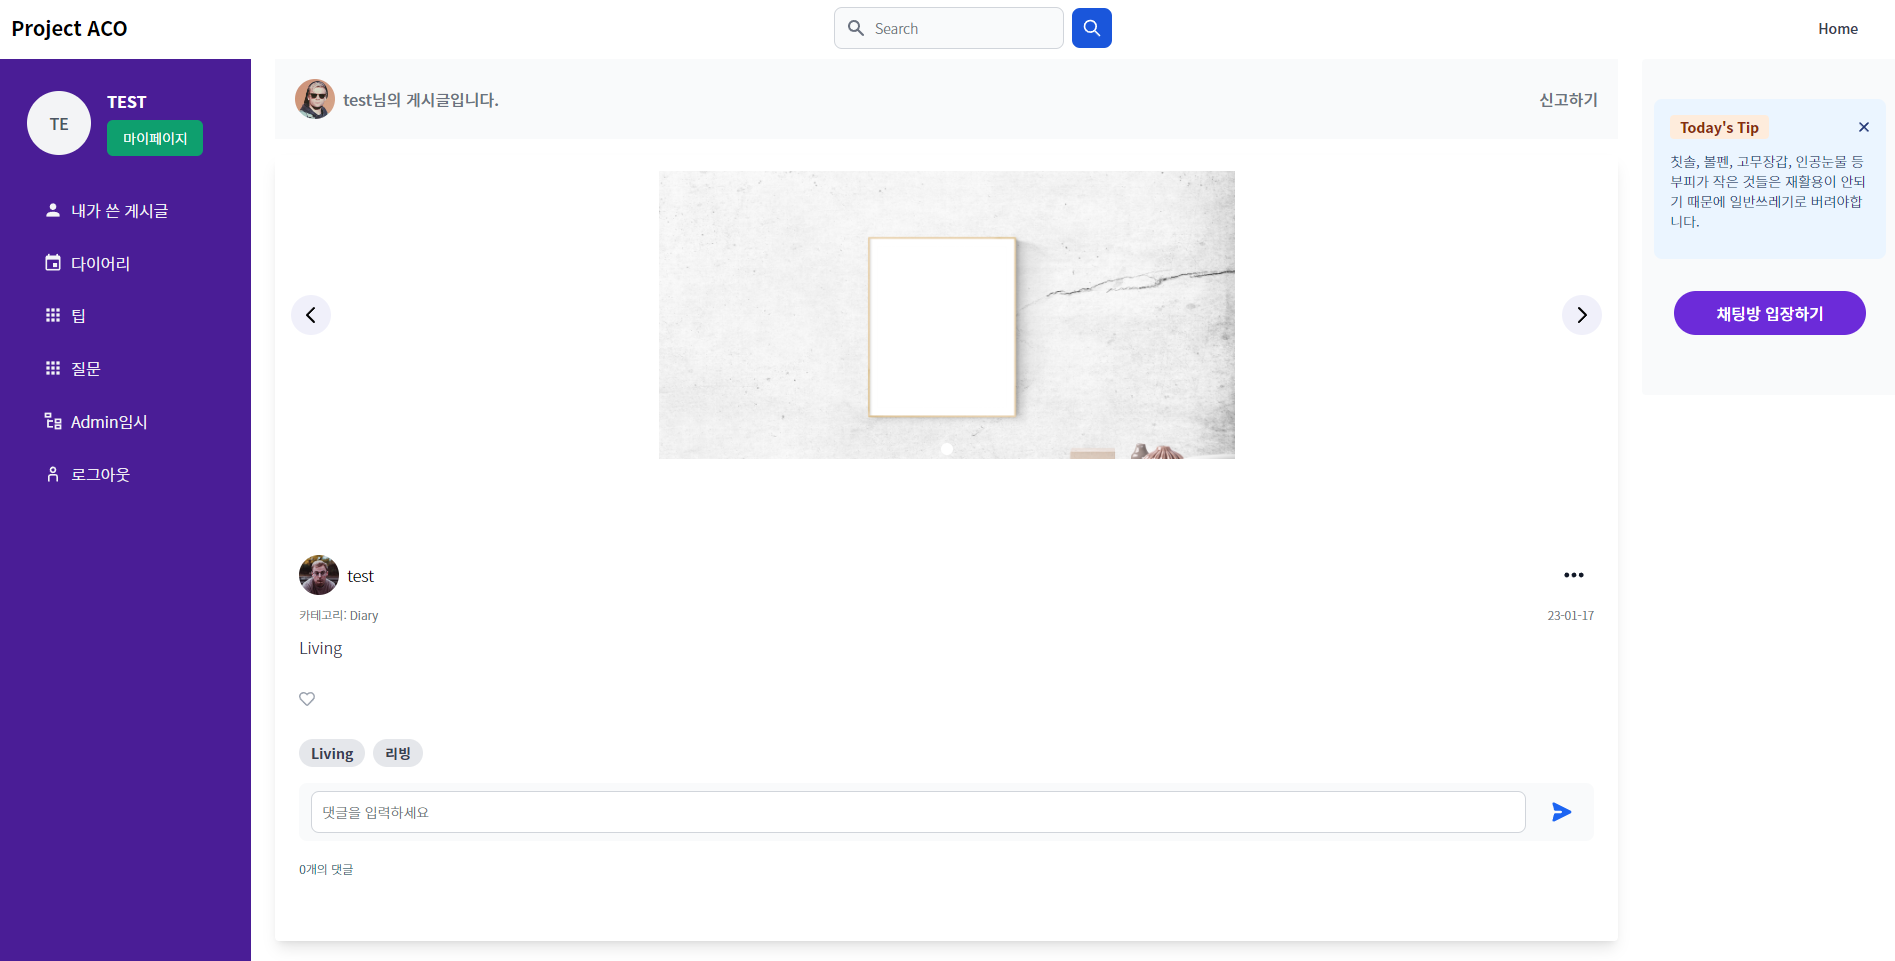 Project ACO
Search
Home
TE
TEST
마이페이지
내가 쓴 게시글
다이어리
팁
질문
Admin임시
로그아웃
test님의 게시글입니다.
신고하기
test
카테고리: Diary
23-01-17
Living
Living
리빙
댓글을 입력하세요
0개의 댓글
Today's Tip
칫솔, 볼펜, 고무장갑, 인공눈물 등
부피가 작은 것들은 재활용이 안되
기 때문에 일반쓰레기로 버려야합
니다.
채팅방 입장하기